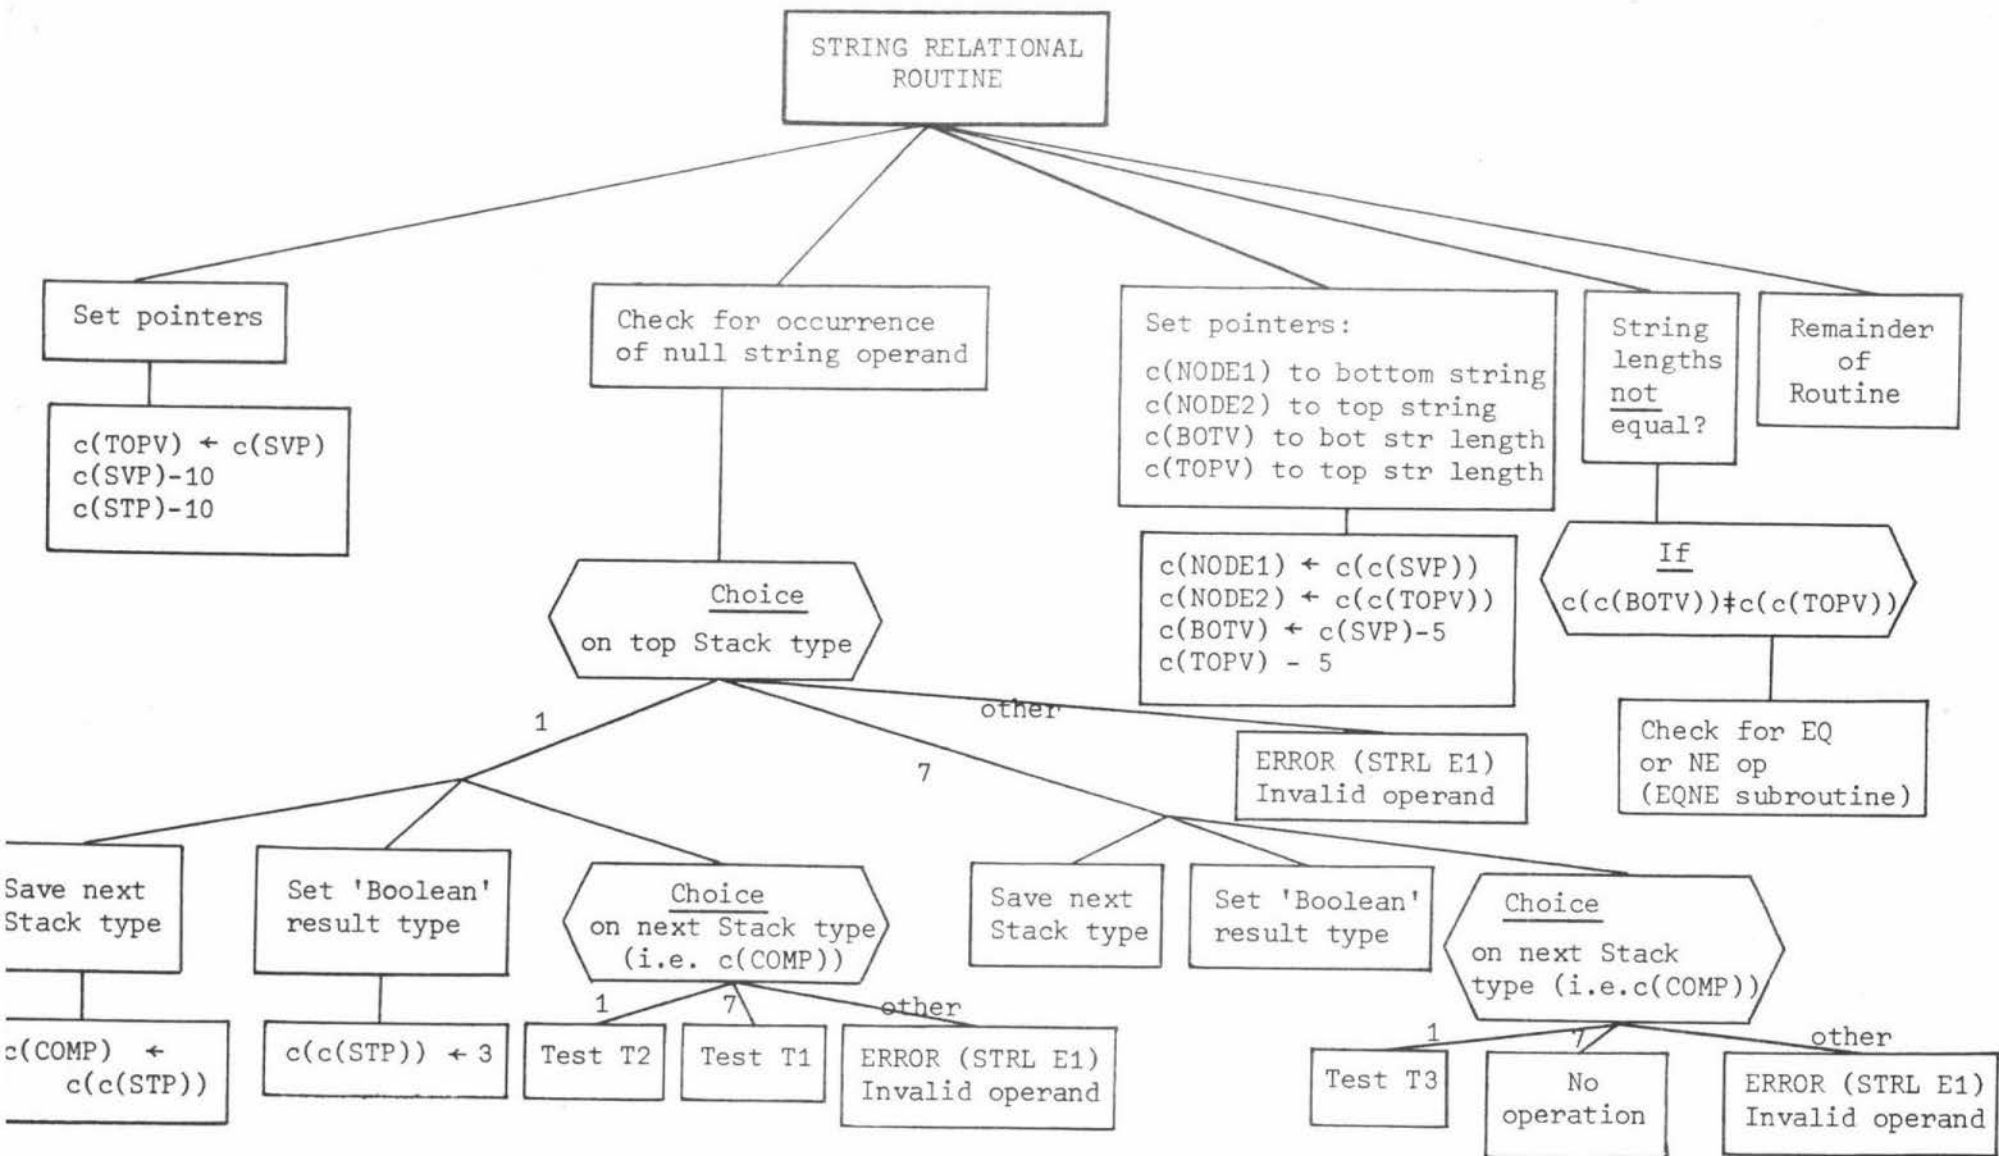 STRING RELATIONAL
ROUTINE
Set pointers
c(TOPV) ← c(SVP)
c(SVP)-10
c(STP)-10
Check for occurrence
of null string operand
Choice
on top Stack type
1
7
other
Save next
Stack type
c(COMP) ←
c(c(STP))
Set 'Boolean'
result type
c(c(STP)) ← 3
Choice
on next Stack type
(i.e. c(COMP))
1
7
other
Test T2
Test T1
ERROR (STRL E1)
Invalid operand
Save next
Stack type
Set 'Boolean'
result type
Choice
on next Stack
type (i.e.c(COMP))
1
7
other
Test T3
No
operation
ERROR (STRL E1)
Invalid operand
ERROR (STRL E1)
Invalid operand
Set pointers:
c(NODE1) to bottom string
c(NODE2) to top string
c(BOTV) to bot str length
c(TOPV) to top str length
c(NODE1) ← c(c(SVP))
c(NODE2) ← c(c(TOPV))
c(BOTV) ← c(SVP)-5
c(TOPV) - 5
String
lengths
not
equal?
If
c(c(BOTV))‡c(c(TOPV))
Check for EQ
or NE op
(EQNE subroutine)
Remainder
of
Routine